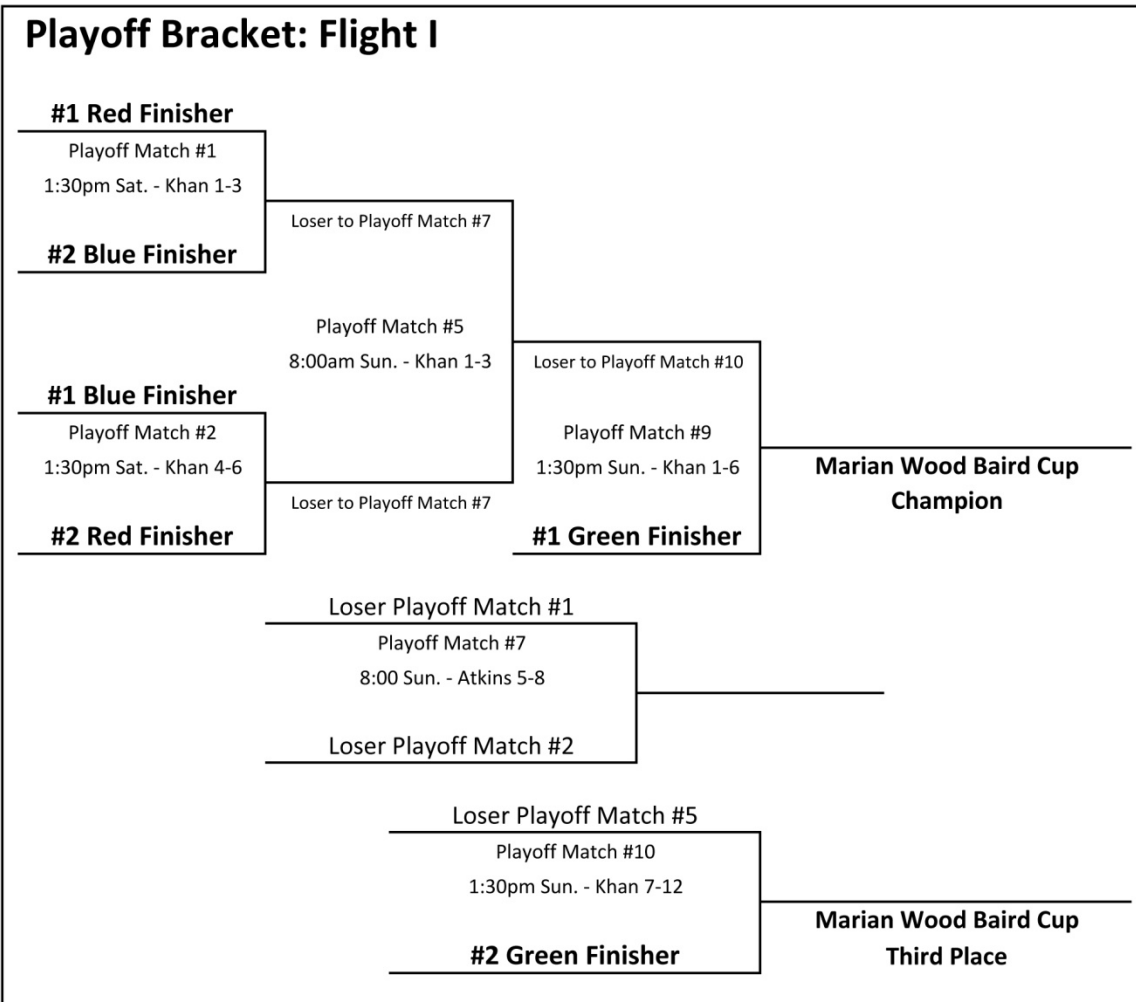 Playoff Bracket: Flight I
#1 Red Finisher
Playoff Match #1
1:30pm Sat. - Khan 1-3
Loser to Playoff Match #7
#2 Blue Finisher
Playoff Match #5
8:00am Sun. - Khan 1-3
Loser to Playoff Match #10
#1 Blue Finisher
Playoff Match #2
1:30pm Sat. - Khan 4-6
Playoff Match #9
1:30pm Sun. - Khan 1-6
Marian Wood Baird Cup
Champion
Loser to Playoff Match #7
#2 Red Finisher
#1 Green Finisher
Loser Playoff Match #1
Playoff Match #7
8:00 Sun. - Atkins 5-8
Loser Playoff Match #2
Loser Playoff Match #5
Playoff Match #10
1:30pm Sun. - Khan 7-12
Marian Wood Baird Cup
Third Place
#2 Green Finisher